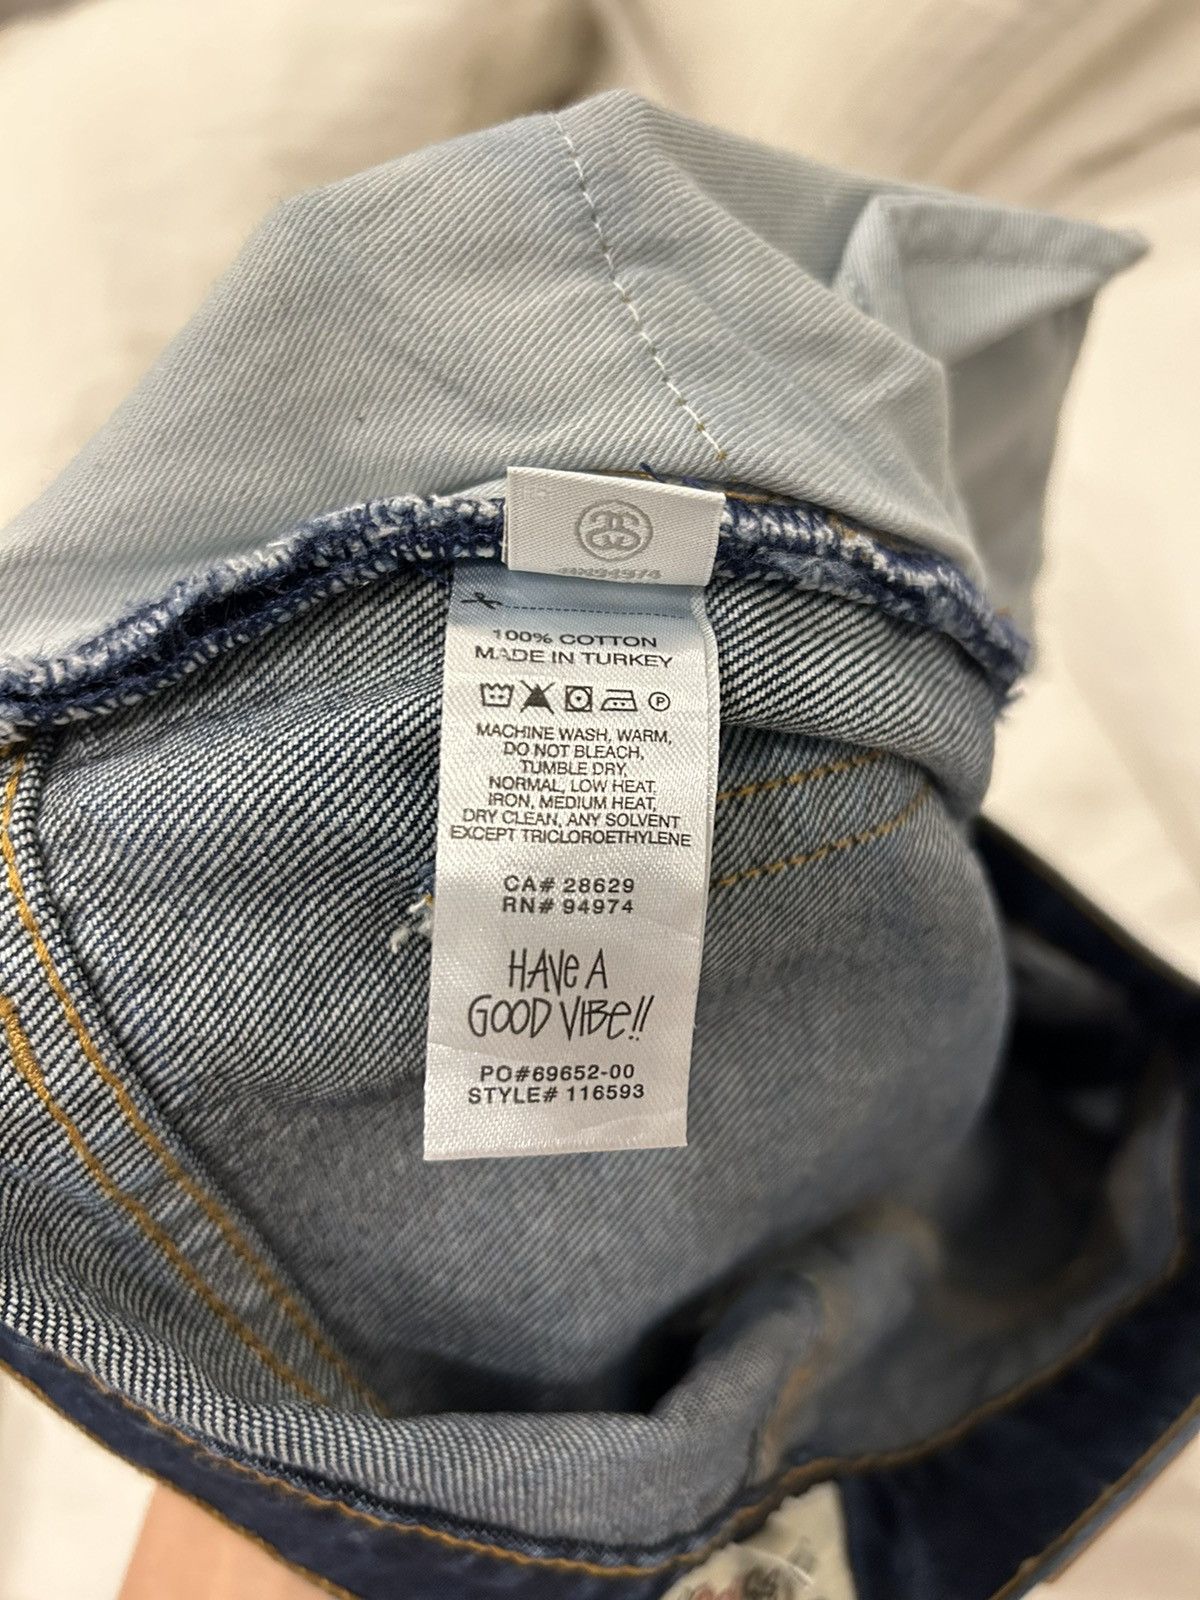 100% COTTON
MADE IN TURKEY
MACHINE WASH, WARM,
DO NOT BLEACH,
TUMBLE DRY,
NORMAL, LOW HEAT,
IRON, MEDIUM HEAT,
DRY CLEAN, ANY SOLVENT
EXCEPT TRICLOROETHYLENE
CA# 28629
RN# 94974
HAVE A
GOOD VIBE!!
PO#69652-00
STYLE# 116593